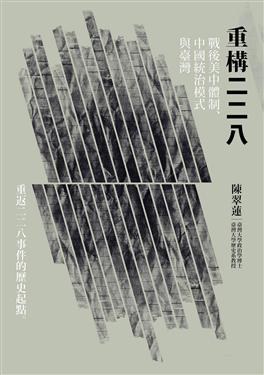 重構二二八
戰後美中體制、
中國統治模式
與臺灣
陳翠蓮
臺灣大學政治學博士
臺灣大學歷史系教授
重返二二八事件的歷史起點。